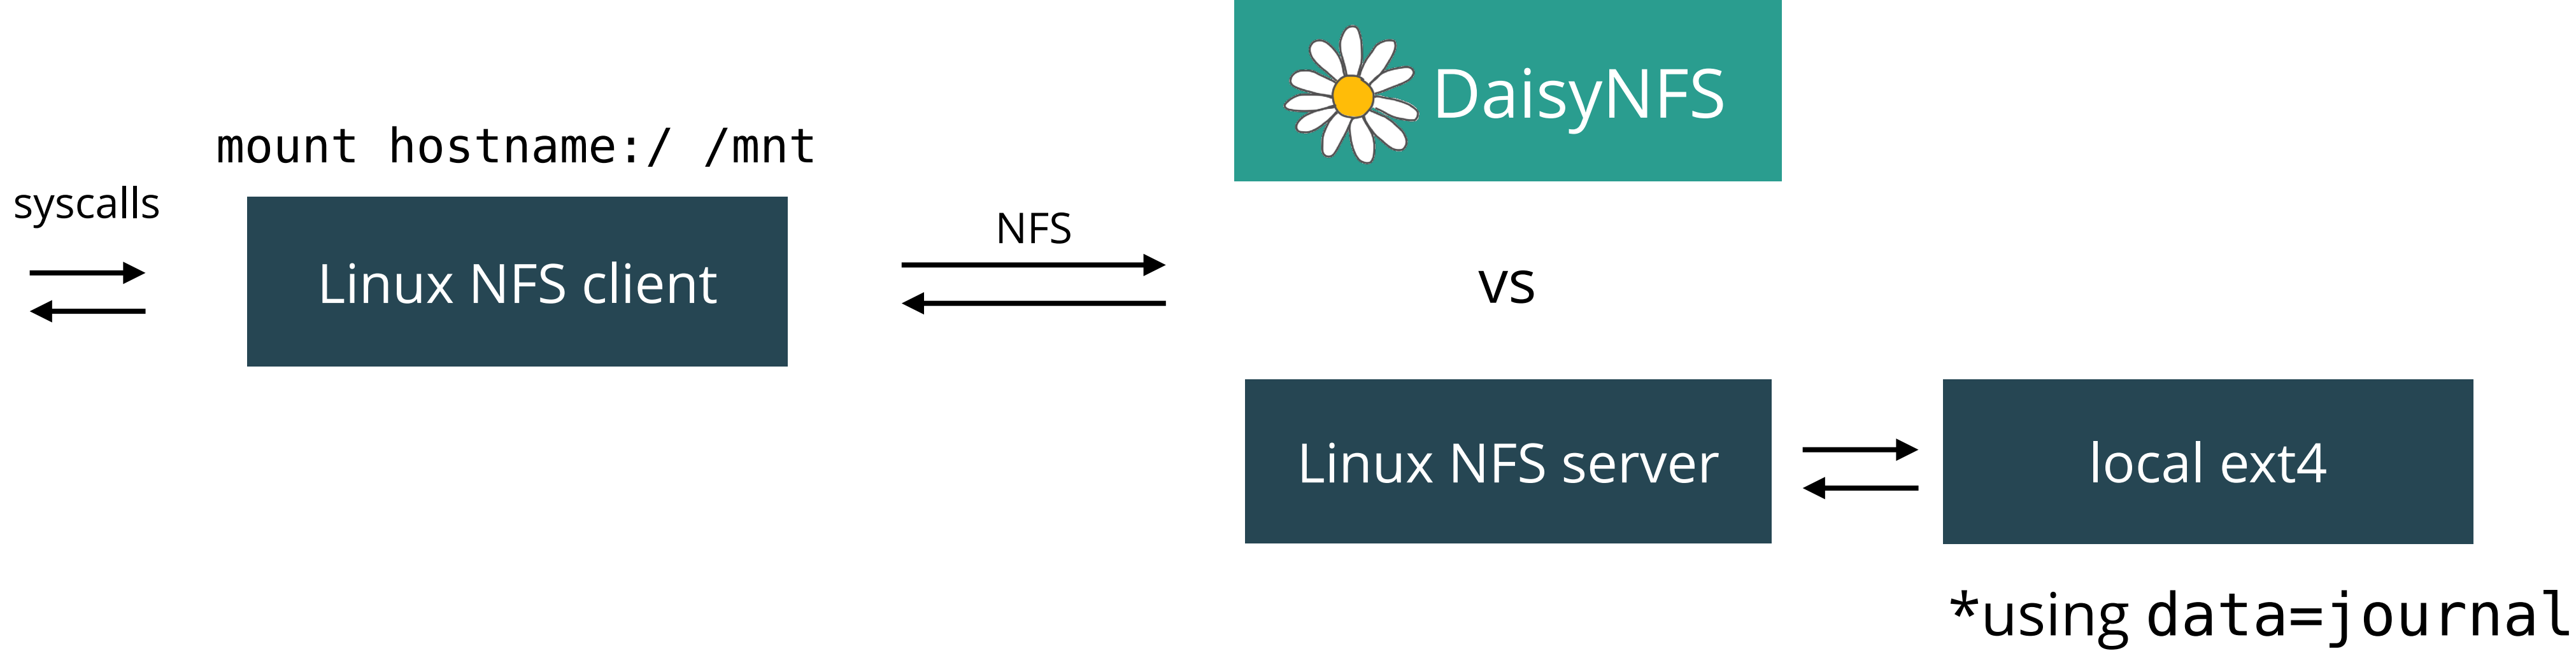 syscalls
mount hostname:/ /mnt
Linux NFS client
NFS
DaisyNFS
vs
Linux NFS server
local ext4
*using data=journal